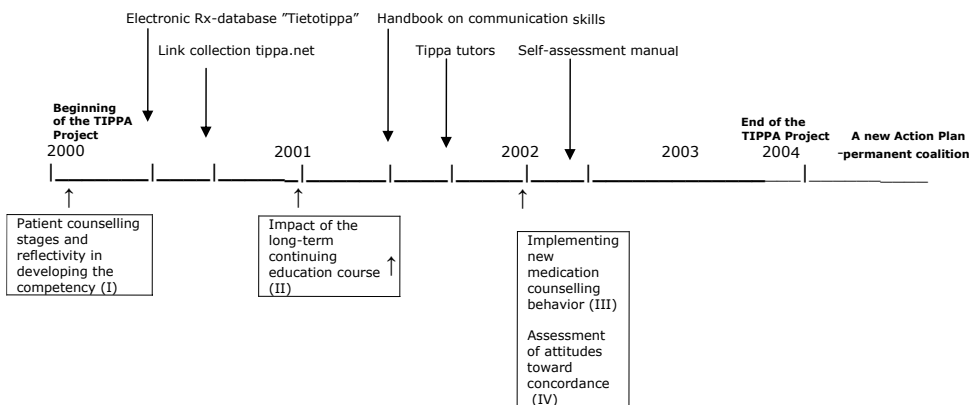 Electronic Rx-database ”Tietotippa”
Handbook on communication skills
Link collection tippa.net
Tippa tutors
Self-assessment manual
Beginning
of the TIPPA
Project
End of the
TIPPA Project
A new Action Plan
-permanent coalition
2000
2001
2002
2003
2004
Patient counselling
stages and
reflectivity in
developing the
competency (I)
Impact of the
long-term
continuing
education course
(II)
Implementing
new
medication
counselling
behavior (III)
Assessment
of attitudes
toward
concordance
(IV)